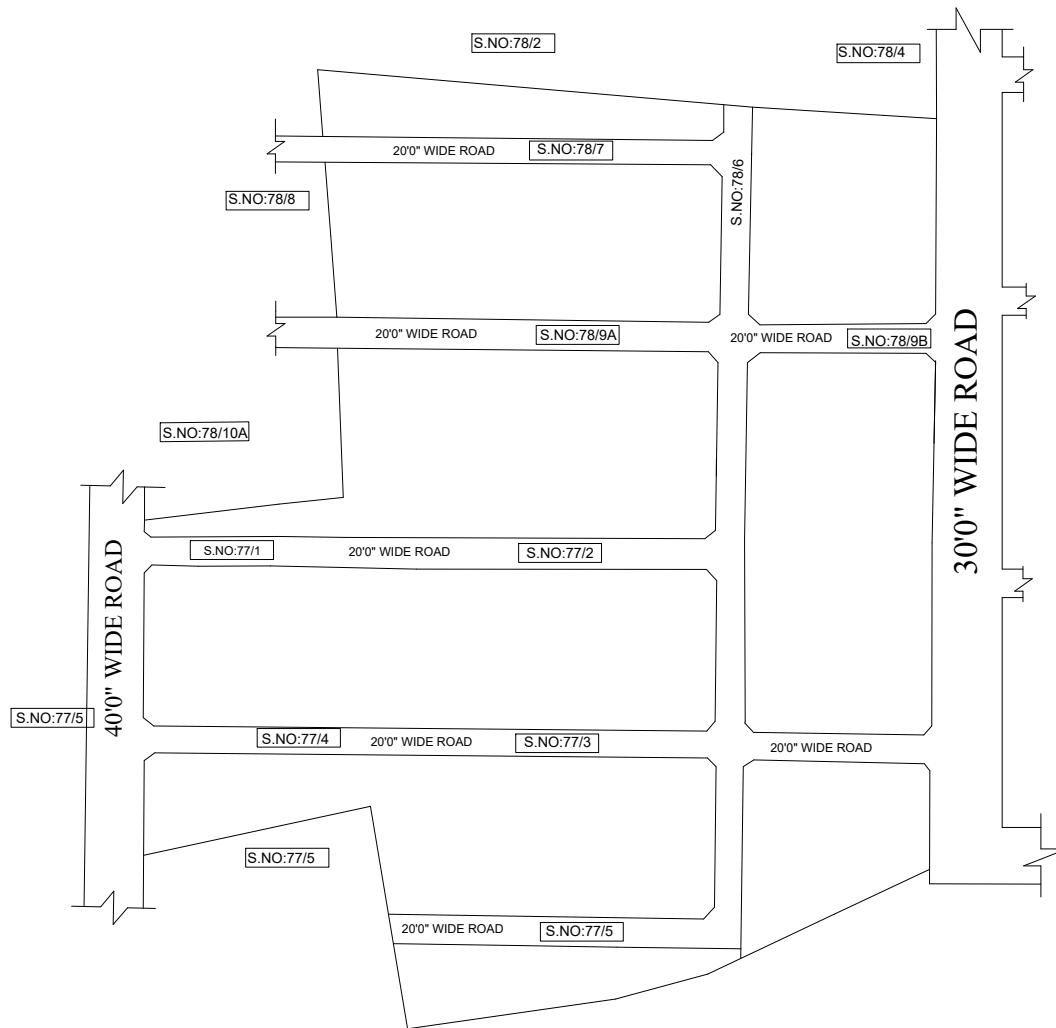 S.NO:78/2
S.NO:78/4
20'0" WIDE ROAD
S.NO:78/7
S.NO:78/6
S.NO:78/8
20'0" WIDE ROAD
S.NO:78/9A
20'0" WIDE ROAD
S.NO:78/9B
30'0" WIDE ROAD
S.NO:78/10A
S.NO:77/1
20'0" WIDE ROAD
S.NO:77/2
40'0" WIDE ROAD
S.NO:77/5
S.NO:77/4
20'0" WIDE ROAD
S.NO:77/3
20'0" WIDE ROAD
S.NO:77/5
20'0" WIDE ROAD
S.NO:77/5